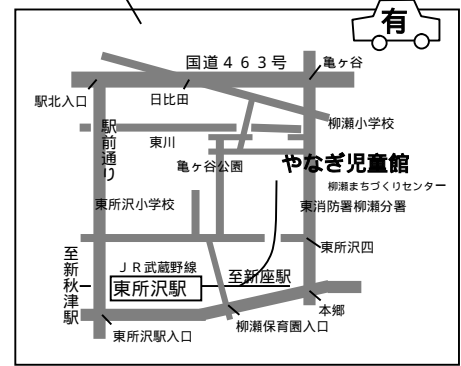 有
国道４６３号
亀ヶ谷
駅北入口
日比田
柳瀬小学校
駅前通り
東川
亀ヶ谷公園
やなぎ児童館
柳瀬まちづくりセンター
東所沢小学校
東消防署柳瀬分署
東所沢四
至新秋津駅
ＪＲ武蔵野線
至新座駅
東所沢駅
本郷
柳瀬保育園入口
東所沢駅入口